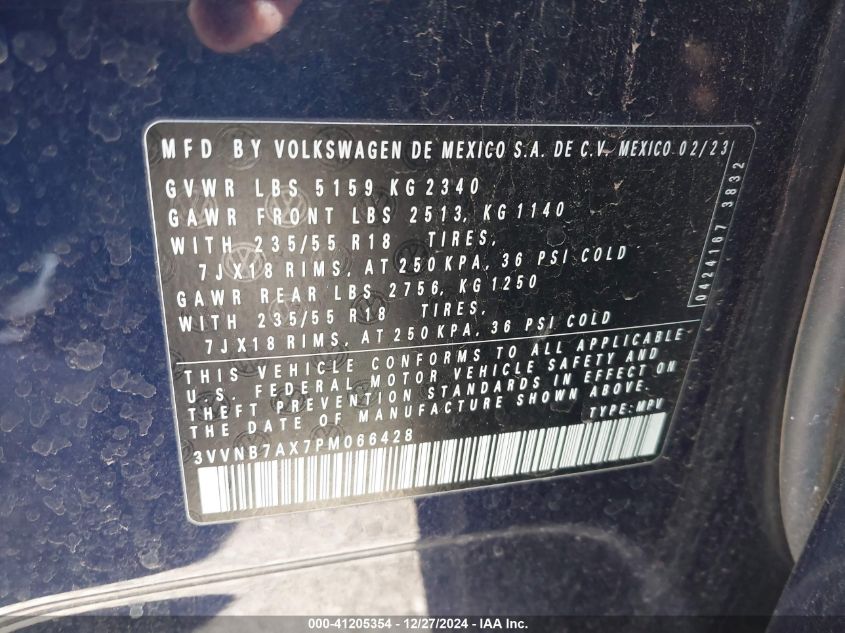 MFD BY VOLKSWAGEN DE MEXICO S.A. DE C.V. MEXICO 02/23
GVWR LBS 5159 KG 2340
GAWR FRONT LBS 2513, KG 1140
WITH 235/55 R18 TIRES,
7JX18 RIMS, AT 250 KPA, 36 PSI COLD
GAWR REAR LBS 2756, KG 1250
WITH 235/55 R18 TIRES,
7JX18 RIMS, AT 250 KPA, 36 PSI COLD
0424167 3832
THIS VEHICLE CONFORMS TO ALL APPLICABLE
U.S. FEDERAL MOTOR VEHICLE SAFETY AND
THEFT PREVENTION STANDARDS IN EFFECT ON
THE DATE OF MANUFACTURE SHOWN ABOVE.
TYPE: MPV
3VVNB7AX7PM066428
000-41205354 - 12/27/2024 - IAA Inc.